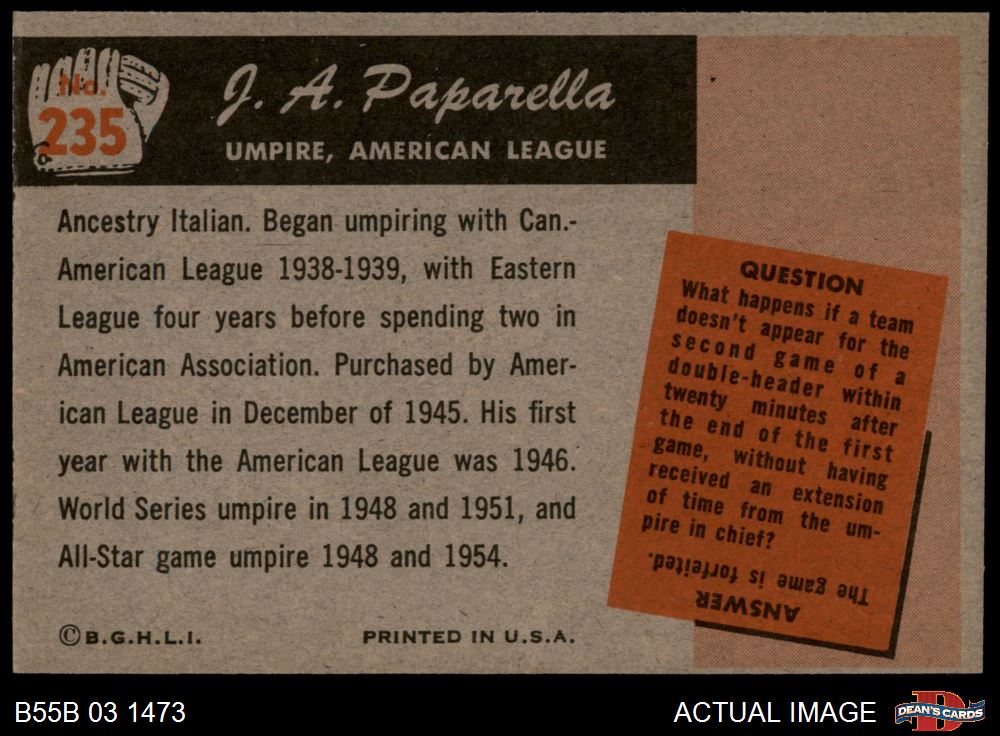 No.
235
J. A. Paparella
UMPIRE, AMERICAN LEAGUE
Ancestry Italian. Began umpiring with Can.-
American League 1938-1939, with Eastern
League four years before spending two in
American Association. Purchased by Amer-
ican League in December of 1945. His first
year with the American League was 1946.
World Series umpire in 1948 and 1951, and
All-Star game umpire 1948 and 1954.
©B.G.H.L.I.
PRINTED IN U.S.A.
QUESTION
What happens if a team
doesn't appear for the
second game of a
double-header within
twenty minutes after
the end of the first
game, without having
received an extension
of time from the um-
pire in chief?
ANSWER
The game is forfeited.
B55B 03 1473
ACTUAL IMAGE
D
DEAN'S CARDS